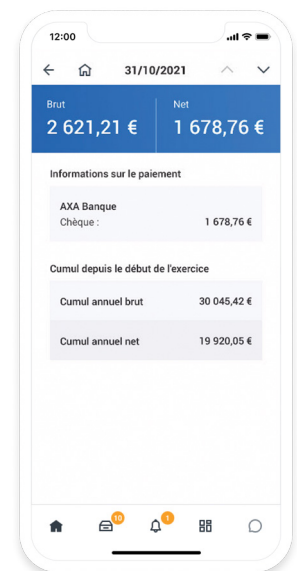 12:00
31/10/2021
Brut
Net
2 621,21 €
1 678,76 €
Informations sur le paiement
AXA Banque
Chèque :
1 678,76 €
Cumul depuis le début de l'exercice
Cumul annuel brut
30 045,42 €
Cumul annuel net
19 920,05 €
10
1